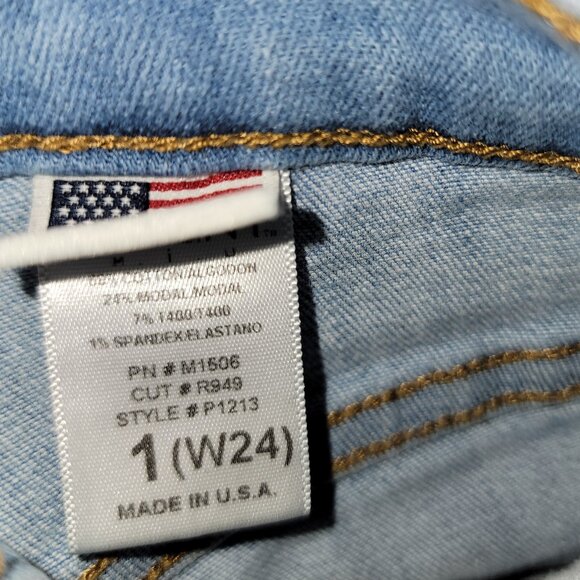 COTTON/ALGODON
24% MODAL/MODAL
7% T400/T400
1% SPANDEX/ELASTANO
PN # M1506
CUT # R949
STYLE # P1213
1 (W24)
MADE IN U.S.A.